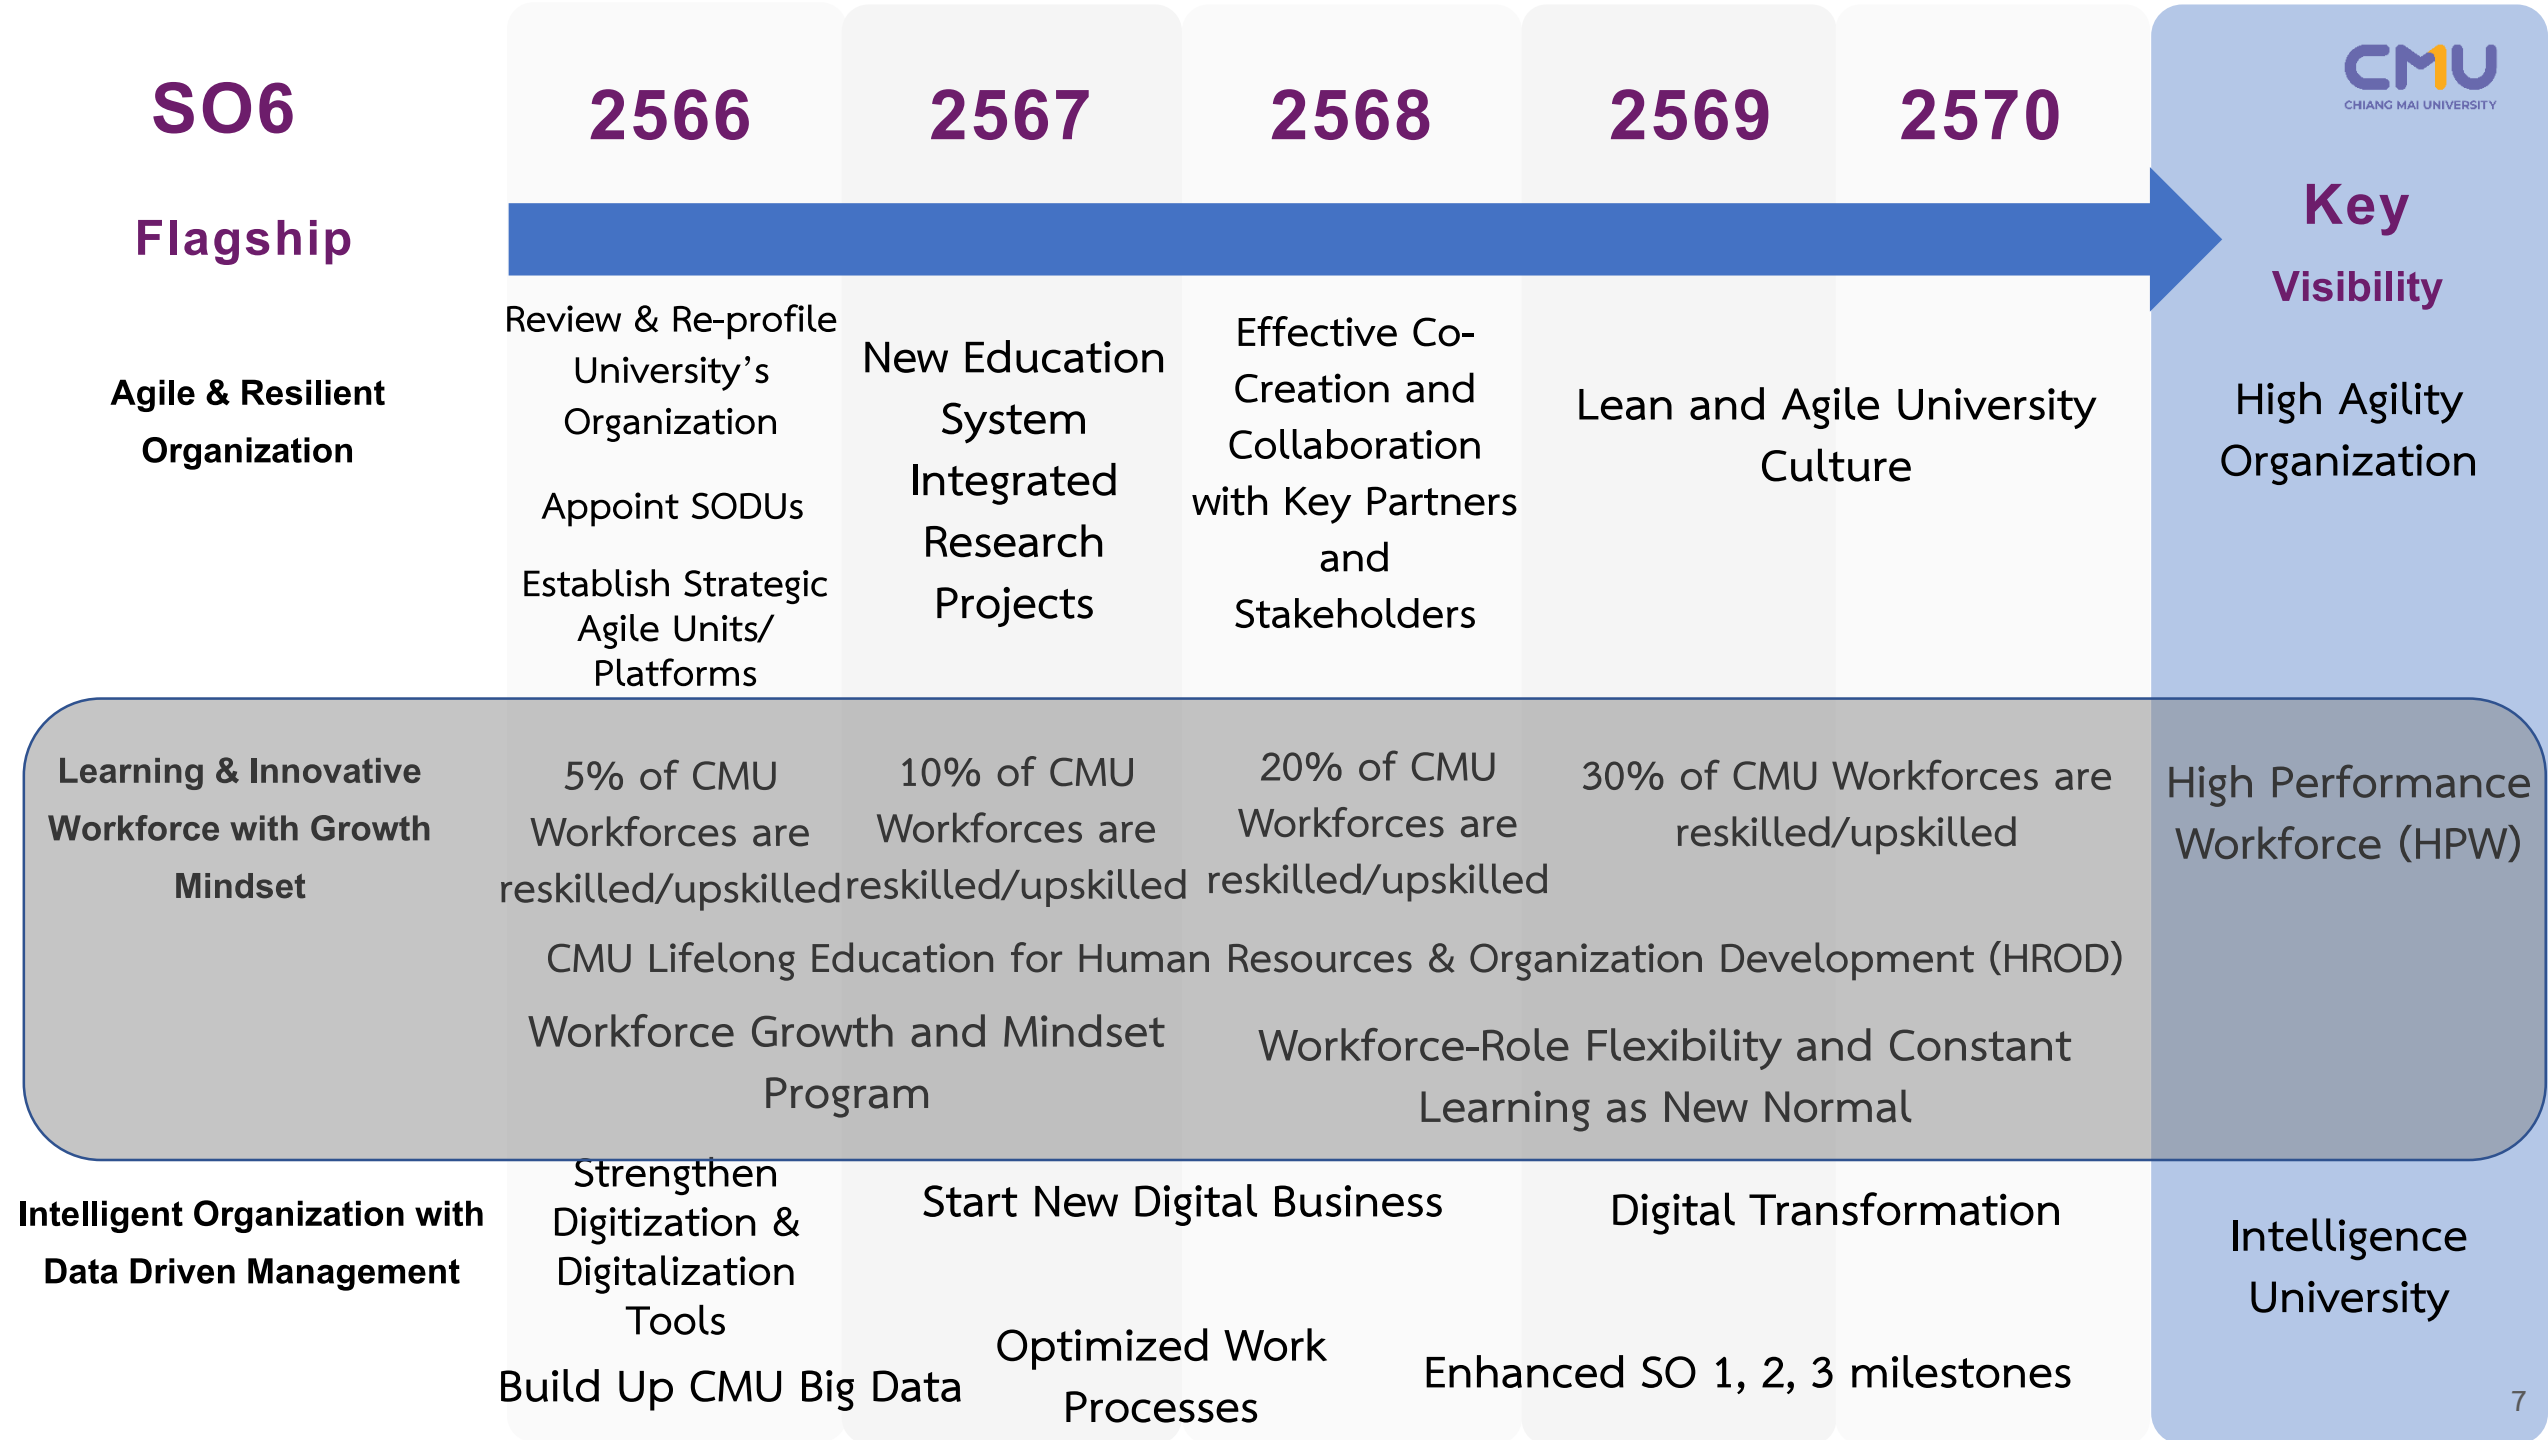 SO6
2566
2567
2568
2569
2570
CMU
CHIANG MAI UNIVERSITY
Flagship
Key
Visibility
Agile & Resilient
Organization
Review & Re-profile
University’s
Organization
Appoint SODUs
Establish Strategic
Agile Units/
Platforms
New Education
System
Integrated
Research
Projects
Effective Co-
Creation and
Collaboration
with Key Partners
and
Stakeholders
Lean and Agile University
Culture
High Agility
Organization
Learning & Innovative
Workforce with Growth
Mindset
5% of CMU
Workforces are
reskilled/upskilled
10% of CMU
Workforces are
reskilled/upskilled
20% of CMU
Workforces are
reskilled/upskilled
30% of CMU Workforces are
reskilled/upskilled
High Performance
Workforce (HPW)
CMU Lifelong Education for Human Resources & Organization Development (HROD)
Workforce Growth and Mindset
Program
Workforce-Role Flexibility and Constant
Learning as New Normal
Intelligent Organization with
Data Driven Management
Strengthen
Digitization &
Digitalization
Tools
Start New Digital Business
Digital Transformation
Intelligence
University
Build Up CMU Big Data
Optimized Work
Processes
Enhanced SO 1, 2, 3 milestones
7